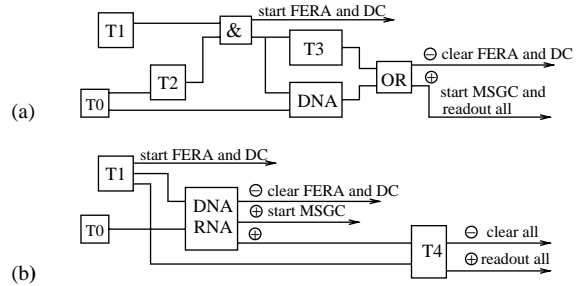 start FERA and DC
T1
&
T3
⊖ clear FERA and DC
T2
OR
⊕
start MSGC and
readout all
T0
DNA
(a)
start FERA and DC
T1
DNA
RNA
⊖ clear FERA and DC
⊕ start MSGC
⊕
T0
T4
⊖ clear all
⊕ readout all
(b)